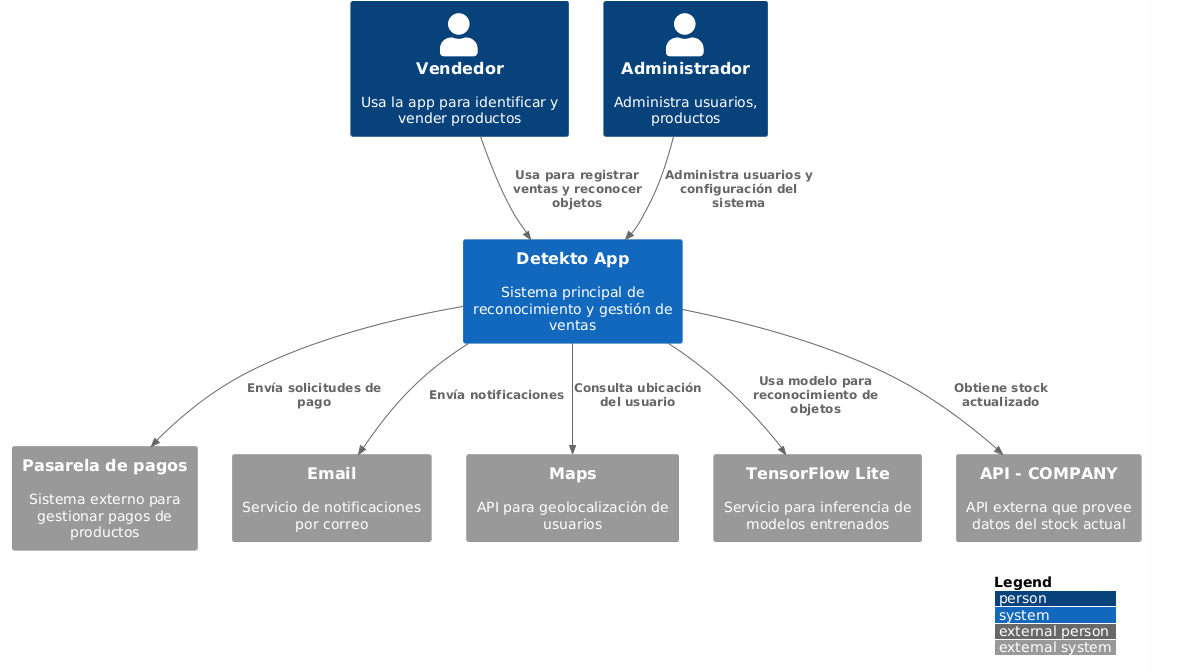 Vendedor
Usa la app para identificar y
vender productos
Administrador
Administra usuarios,
productos
Usa para registrar
ventas y reconocer
objetos
Administra usuarios y
configuración del
sistema
Detekto App
Sistema principal de
reconocimiento y gestión de
ventas
Envía solicitudes de
pago
Envía notificaciones
Consulta ubicación
del usuario
Usa modelo para
reconocimiento de
objetos
Obtiene stock
actualizado
Pasarela de pagos
Sistema externo para
gestionar pagos de
productos
Email
Servicio de notificaciones
por correo
Maps
API para geolocalización de
usuarios
TensorFlow Lite
Servicio para inferencia de
modelos entrenados
API - COMPANY
API externa que provee
datos del stock actual
Legend
person
system
external person
external system